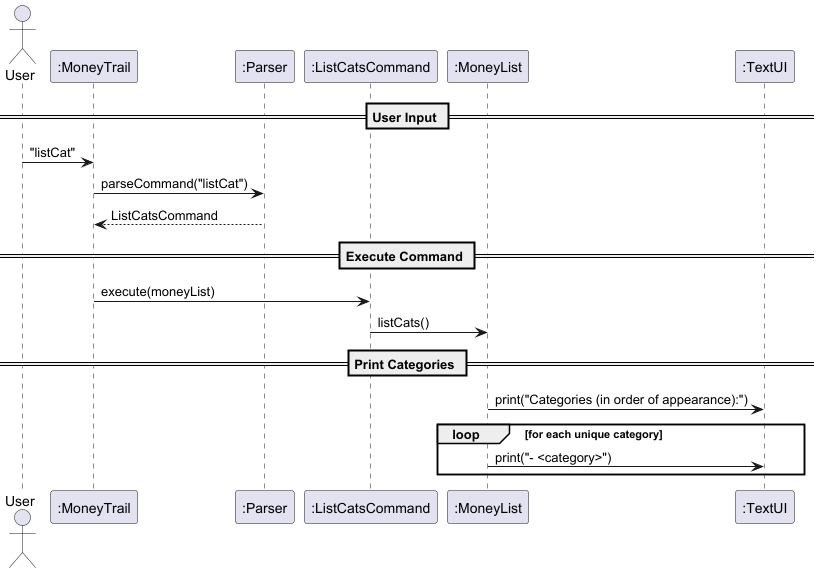 User
:MoneyTrail
:Parser
:ListCatsCommand
:MoneyList
:TextUI
User Input
"listCat"
parseCommand("listCat")
ListCatsCommand
Execute Command
execute(moneyList)
listCats()
Print Categories
print("Categories (in order of appearance):")
loop
[for each unique category]
print("- <category>")
User
:MoneyTrail
:Parser
:ListCatsCommand
:MoneyList
:TextUI